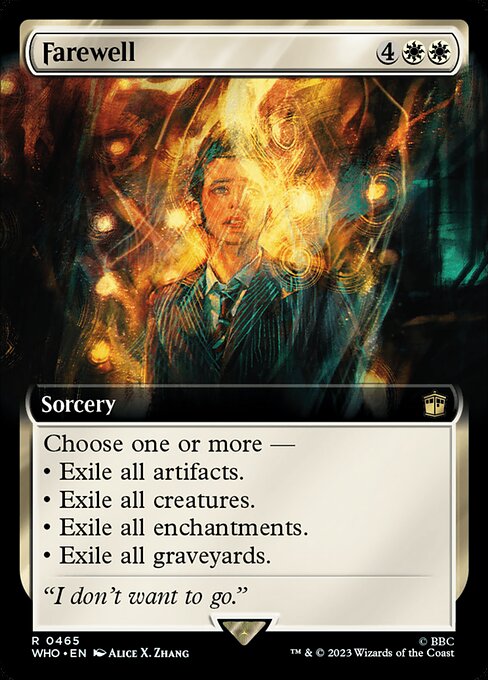 Farewell 4
Sorcery
Choose one or more —
• Exile all artifacts.
• Exile all creatures.
• Exile all enchantments.
• Exile all graveyards.
“I don’t want to go.”
R 0465 © BBC
WHO • EN Alice X. Zhang ™ & © 2023 Wizards of the Coast